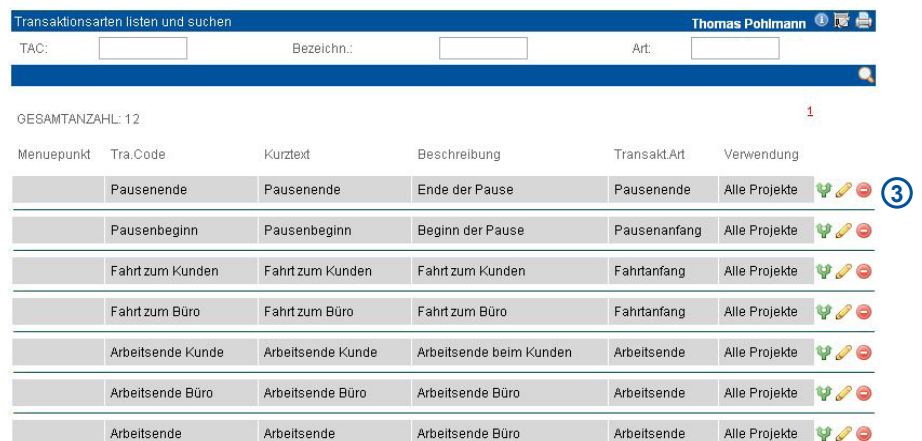 Transaktionsarten listen und suchen Thomas Pohlmann
TAC: Bezeichn.: Art:
1
GESAMTANZAHL: 12
Menuepunkt Tra.Code Kurztext Beschreibung Transakt.Art Verwendung
Pausenende Pausenende Ende der Pause Pausenende Alle Projekte 3
Pausenbeginn Pausenbeginn Beginn der Pause Pausenanfang Alle Projekte
Fahrt zum Kunden Fahrt zum Kunden Fahrt zum Kunden Fahrtanfang Alle Projekte
Fahrt zum Büro Fahrt zum Büro Fahrt zum Büro Fahrtanfang Alle Projekte
Arbeitsende Kunde Arbeitsende Kunde Arbeitsende beim Kunden Arbeitsende Alle Projekte
Arbeitsende Büro Arbeitsende Büro Arbeitsende Büro Arbeitsende Alle Projekte
Arbeitsende Arbeitsende Arbeitsende Büro Arbeitsende Alle Projekte